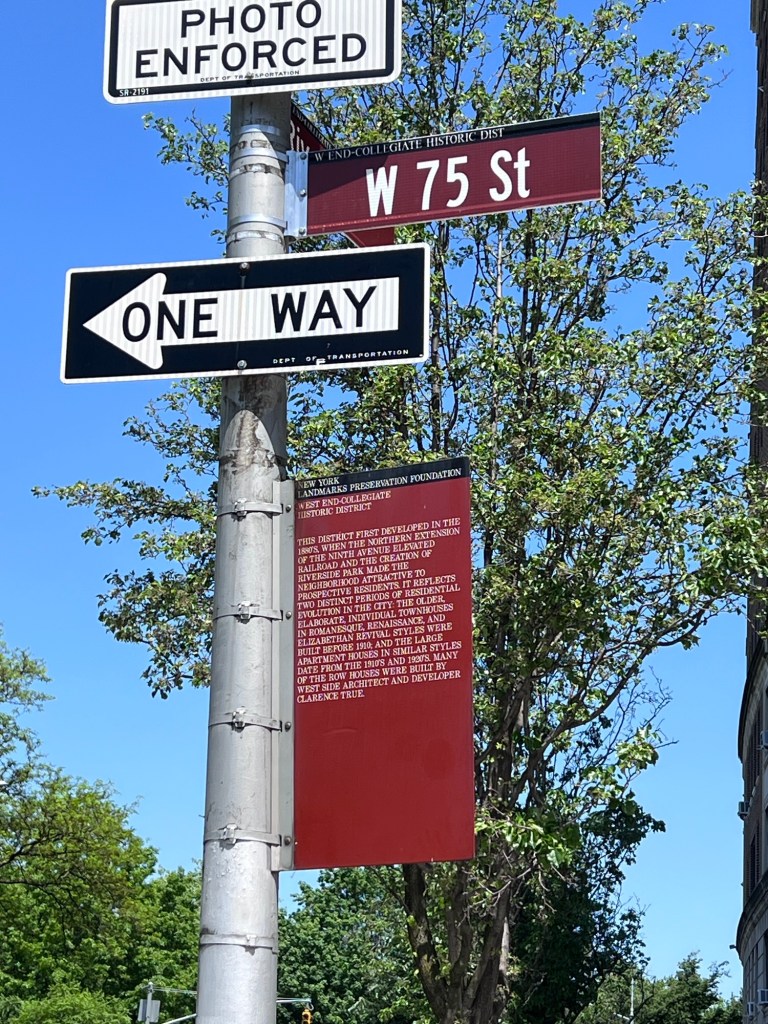 PHOTO
ENFORCED
DEPT OF TRANSPORTATION
SR-2191
W END-COLLEGIATE HISTORIC DIST
W 75 St
ONE WAY
DEPT OF TRANSPORTATION
NEW YORK
LANDMARKS PRESERVATION FOUNDATION
WEST END-COLLEGIATE
HISTORIC DISTRICT
THIS DISTRICT FIRST DEVELOPED IN THE
1880'S, WHEN THE NORTHERN EXTENSION
OF THE NINTH AVENUE ELEVATED
RAILROAD AND THE CREATION OF
RIVERSIDE PARK MADE THE
NEIGHBORHOOD ATTRACTIVE TO
PROSPECTIVE RESIDENTS. IT REFLECTS
TWO DISTINCT PERIODS OF RESIDENTIAL
EVOLUTION IN THE CITY: THE OLDER,
ELABORATE, INDIVIDUAL TOWNHOUSES
IN ROMANESQUE, RENAISSANCE, AND
ELIZABETHAN REVIVAL STYLES WERE
BUILT BEFORE 1910; AND THE LARGE
APARTMENT HOUSES IN SIMILAR STYLES
DATE FROM THE 1910'S AND 1920'S. MANY
OF THE ROW HOUSES WERE BUILT BY
WEST SIDE ARCHITECT AND DEVELOPER
CLARENCE TRUE.